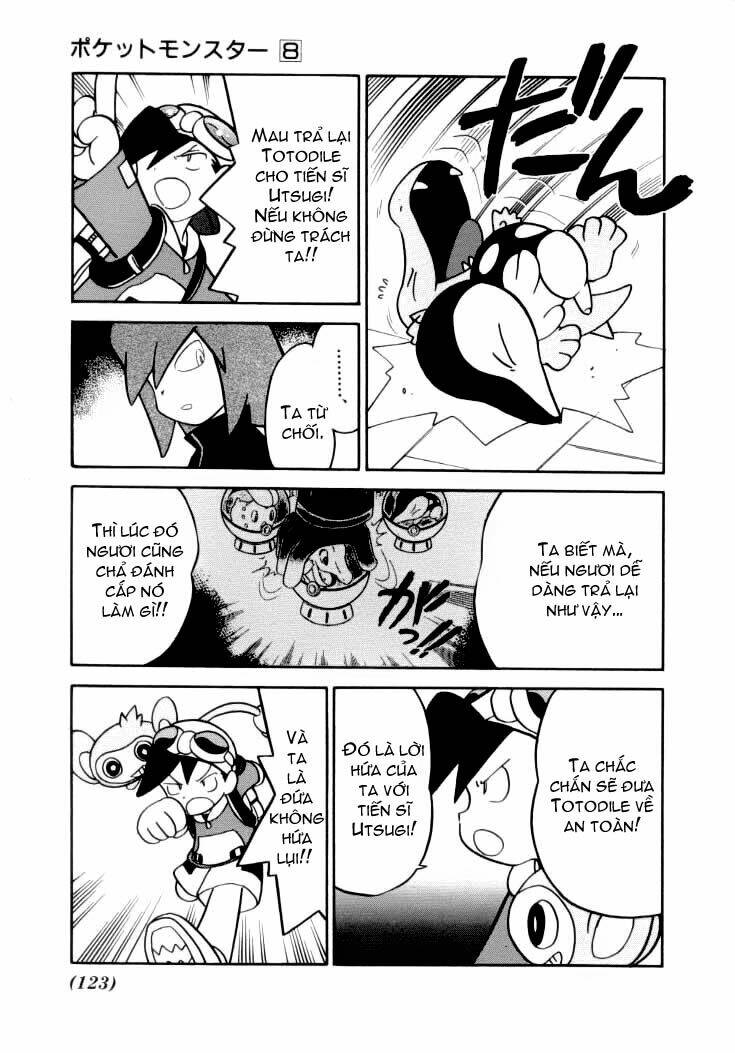 ポケットモンスター 8
だん
MAU TRẢ LẠI
TOTODILE
CHO TIẾN SĨ
UTSUGI!
NẾU KHÔNG
ĐỪNG TRÁCH
TA!!
.........
TA TỪ
CHỐI.
TA BIẾT MÀ,
NẾU NGƯƠI DỄ
DÀNG TRẢ LẠI
NHƯ VẬY...
ガッ!!
THÌ LÚC ĐÓ
NGƯƠI CŨNG
CHẢ ĐÁNH
CẮP NÓ
LÀM GÌ!!
TA CHẮC
CHẮN SẼ ĐƯA
TOTODILE VỀ
AN TOÀN!
ĐÓ LÀ LỜI
HỨA CỦA
TA VỚI
TIẾN SĨ
UTSUGI!
VÀ
TA
LÀ
ĐỨA
KHÔNG
HỨA
LỤI!!
(123)